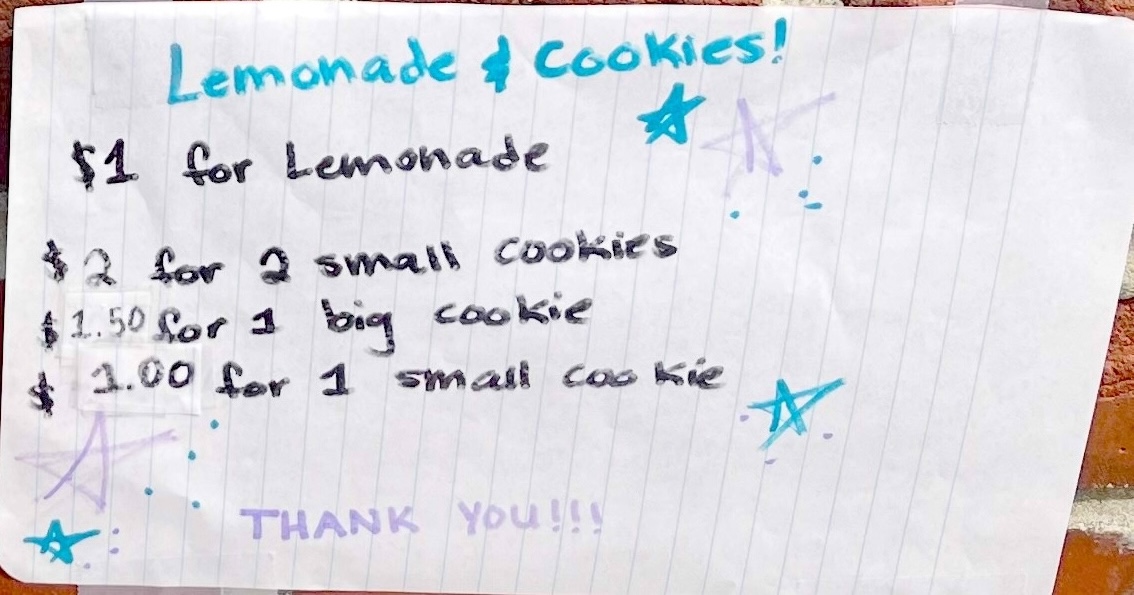 Lemonade & Cookies!
$1 for Lemonade
$2 for 2 small cookies
$1.50 for 1 big cookie
$1.00 for 1 small cookie
THANK YOU!!!